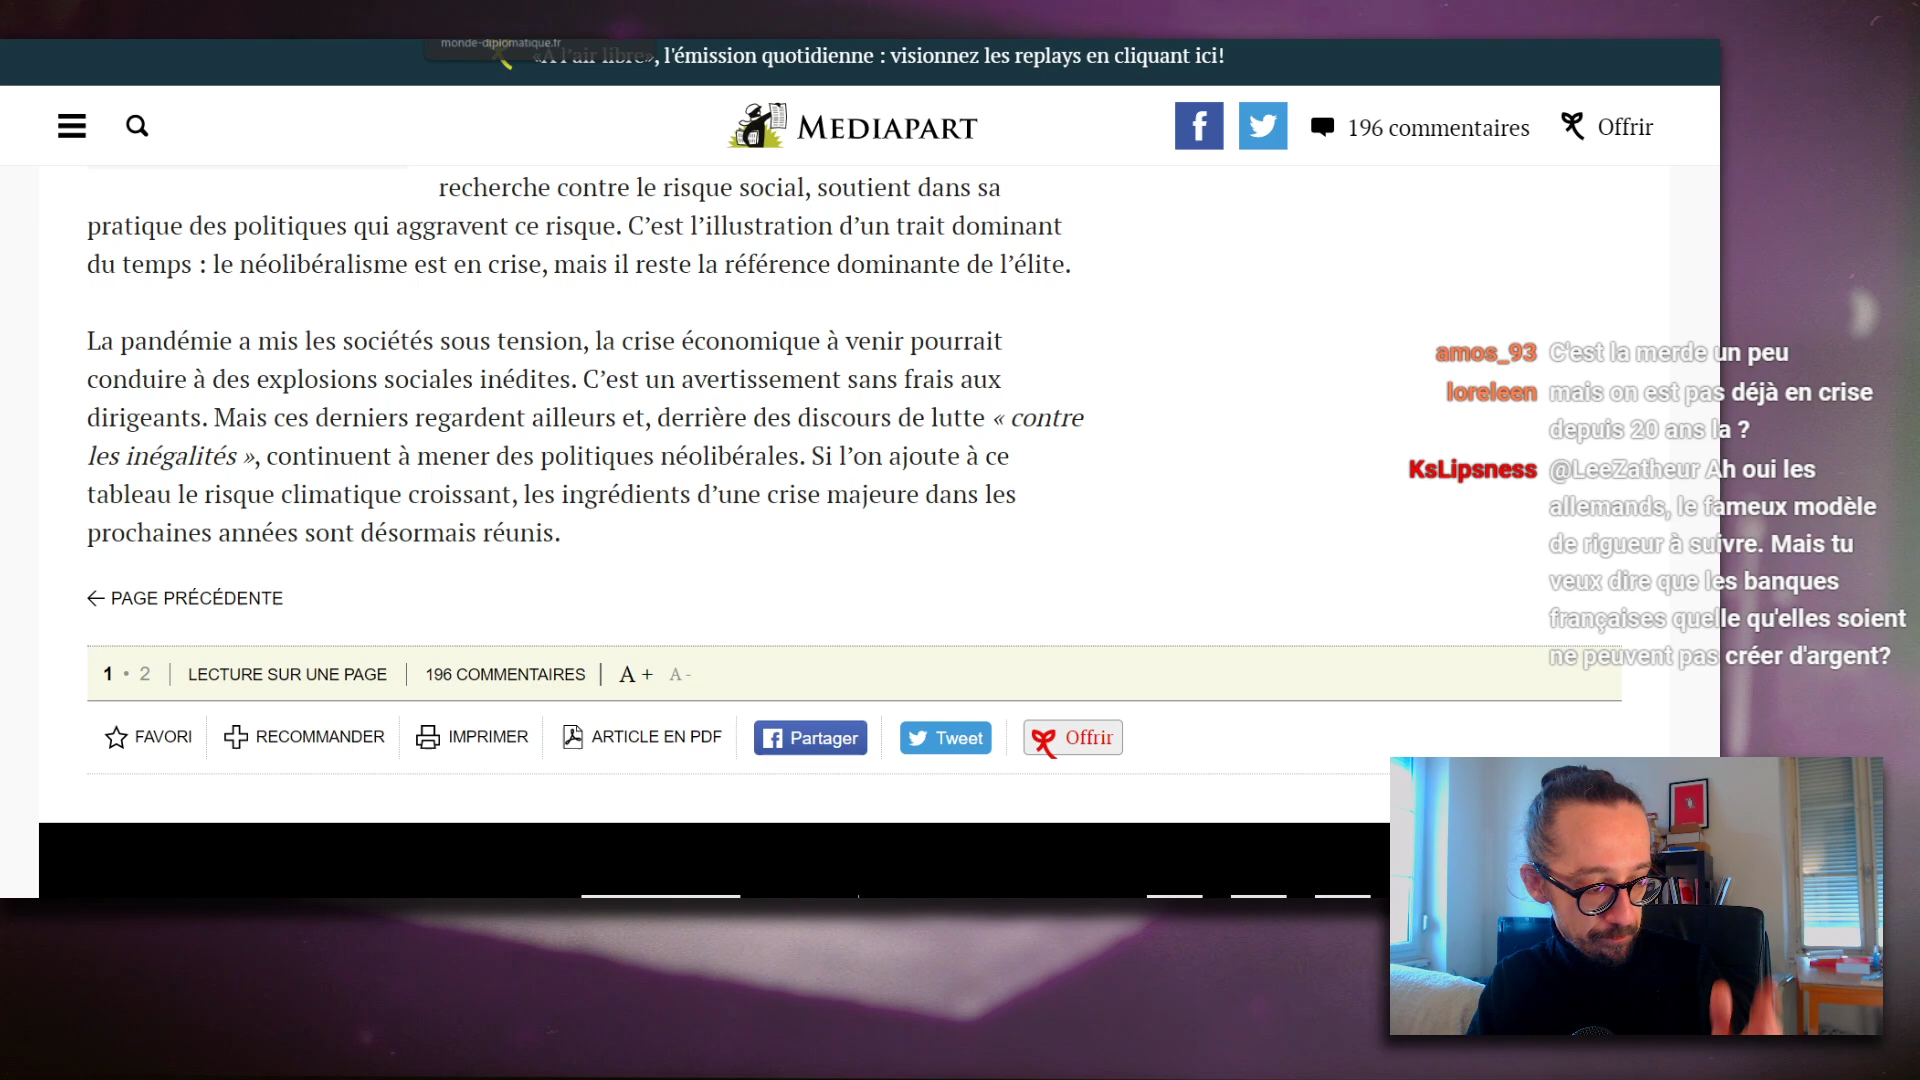 monde-diplomatique.fr
«À l'air libre», l'émission quotidienne : visionnez les replays en cliquant ici!
MEDIAPART
196 commentaires
Offrir
recherche contre le risque social, soutient dans sa
pratique des politiques qui aggravent ce risque. C’est l’illustration d’un trait dominant
du temps : le néolibéralisme est en crise, mais il reste la référence dominante de l’élite.
La pandémie a mis les sociétés sous tension, la crise économique à venir pourrait
conduire à des explosions sociales inédites. C’est un avertissement sans frais aux
dirigeants. Mais ces derniers regardent ailleurs et, derrière des discours de lutte « contre
les inégalités », continuent à mener des politiques néolibérales. Si l’on ajoute à ce
tableau le risque climatique croissant, les ingrédients d’une crise majeure dans les
prochaines années sont désormais réunis.
← PAGE PRÉCÉDENTE
1 • 2 | LECTURE SUR UNE PAGE | 196 COMMENTAIRES | A + A -
FAVORI
RECOMMANDER
IMPRIMER
ARTICLE EN PDF
Partager
Tweet
Offrir
amos_93 C'est la merde un peu
loreleen mais on est pas déjà en crise
depuis 20 ans la ?
KsLipsness @LeeZatheur Ah oui les
allemands, le fameux modèle
de rigueur à suivre. Mais tu
veux dire que les banques
françaises quelle qu'elles soient
ne peuvent pas créer d'argent?